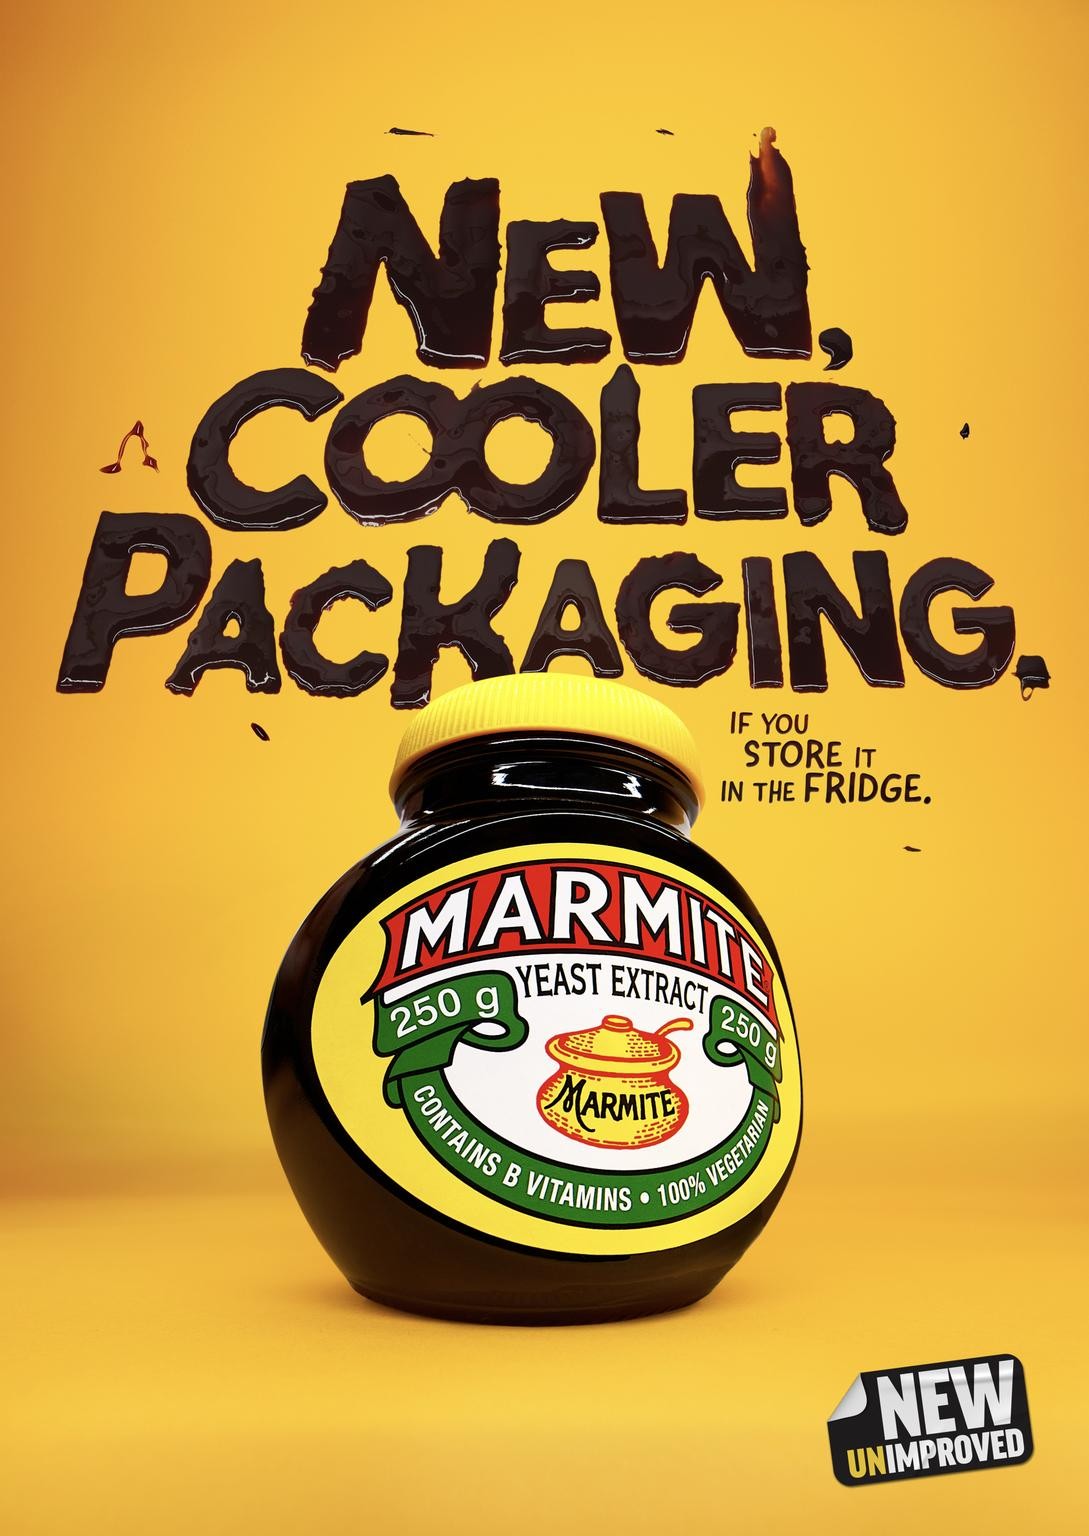 NEW,
COOLER
PACKAGING.
IF YOU
STORE IT
IN THE FRIDGE.
MARMITE
YEAST EXTRACT
250 g
250 g
MARMITE
CONTAINS B VITAMINS • 100% VEGETARIAN
NEW
UNIMPROVED